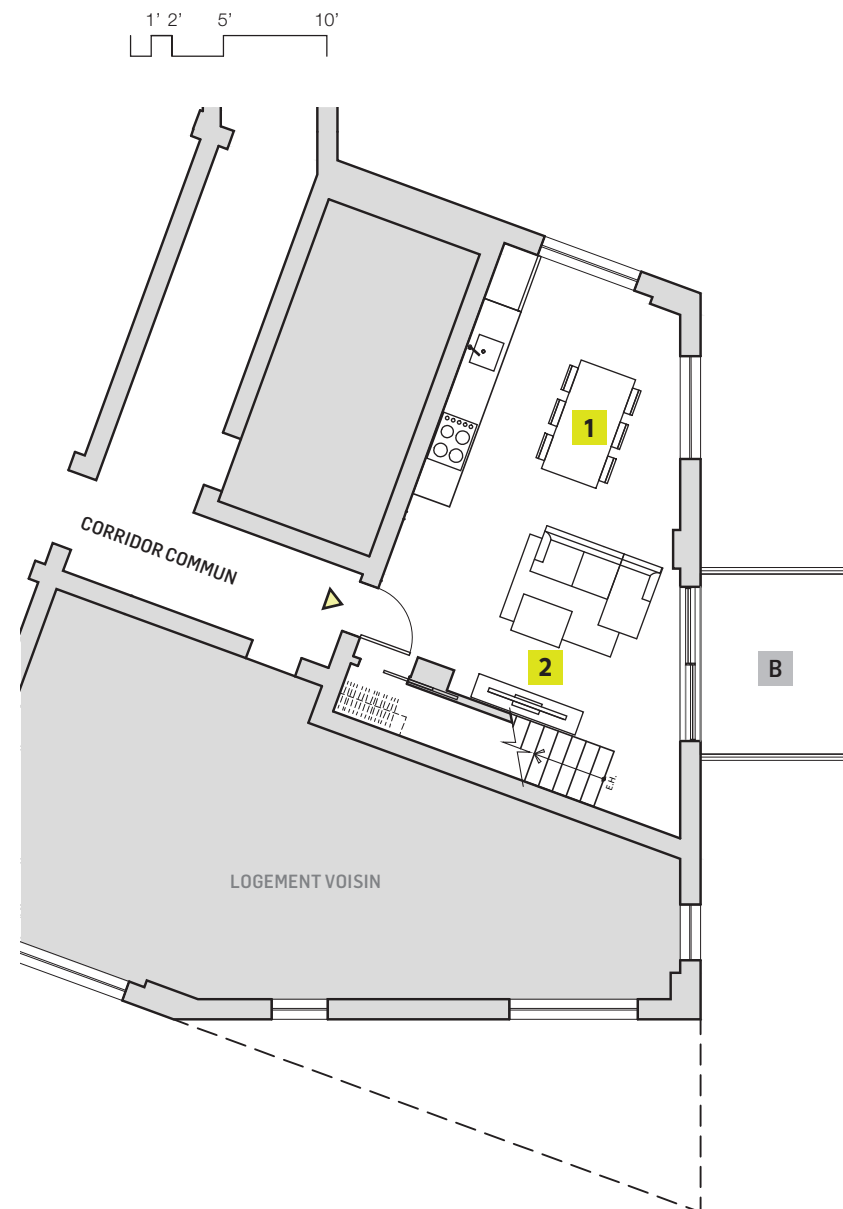 1’ 2’ 5’ 10’
1
CORRIDOR COMMUN
2
B
E.H.
LOGEMENT VOISIN